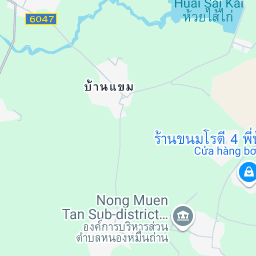 Huai Sai Kai
ห้วยไส้ไก่
6047
บ้านแขม
ร้านขนมโรตี 4 พี่
Cửa hàng
Nong Muen
Tan Sub-district...
องค์การบริหารส่วน
ตำบลหนองหมื่นถ่าน